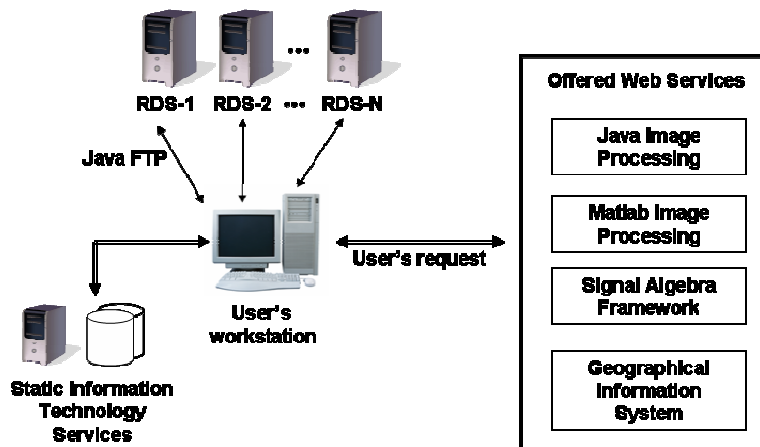 ...
RDS-1 RDS-2 ... RDS-N
Java FTP
User's request
User's
workstation
Static Information
Technology
Services
Offered Web Services
Java Image
Processing
Matlab Image
Processing
Signal Algebra
Framework
Geographical
Information
System